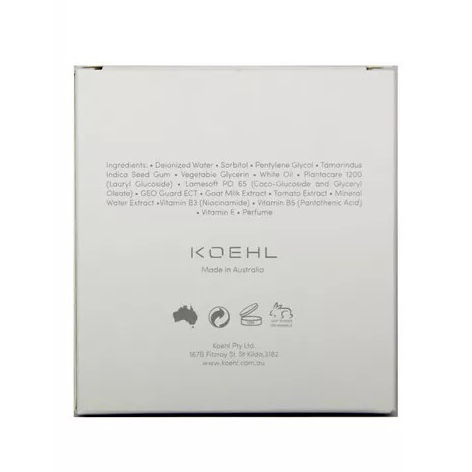 Ingredients: • Deionized Water • Sorbitol • Pentylene Glycol • Tamarindus
Indica Seed Gum • Vegetable Glycerin • White Oil • Plantacare 1200
(Lauryl Glucoside) • Lamesoft PO 65 (Coco-Glucoside and Glyceryl
Oleate) • GEO Guard ECT • Goat Milk Extract • Tomato Extract • Mineral
Water Extract •Vitamin B3 (Niacinamide) • Vitamin B5 (Pantothenic Acid)
• Vitamin E • Perfume
KOEHL
Made in Australia
Koehl Pty Ltd.
167B Fitzroy St. St Kilda,3182
www.koehl.com.au